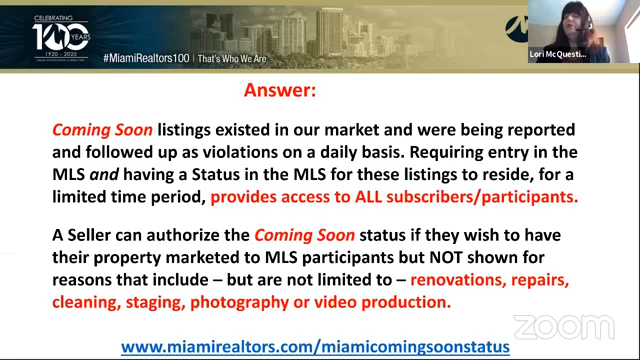 CELEBRATING
100 YEARS
1920 - 2020
#MiamiRealtors100 | That's Who We Are
Lori McQuesti...
Answer:
Coming Soon listings existed in our market and were being reported
and followed up as violations on a daily basis. Requiring entry in the
MLS and having a Status in the MLS for these listings to reside, for a
limited time period, provides access to ALL subscribers/participants.
A Seller can authorize the Coming Soon status if they wish to have
their property marketed to MLS participants but NOT shown for
reasons that include – but are not limited to – renovations, repairs,
cleaning, staging, photography or video production.
www.miamirealtors.com/miamicomingsoonstatus
zoom